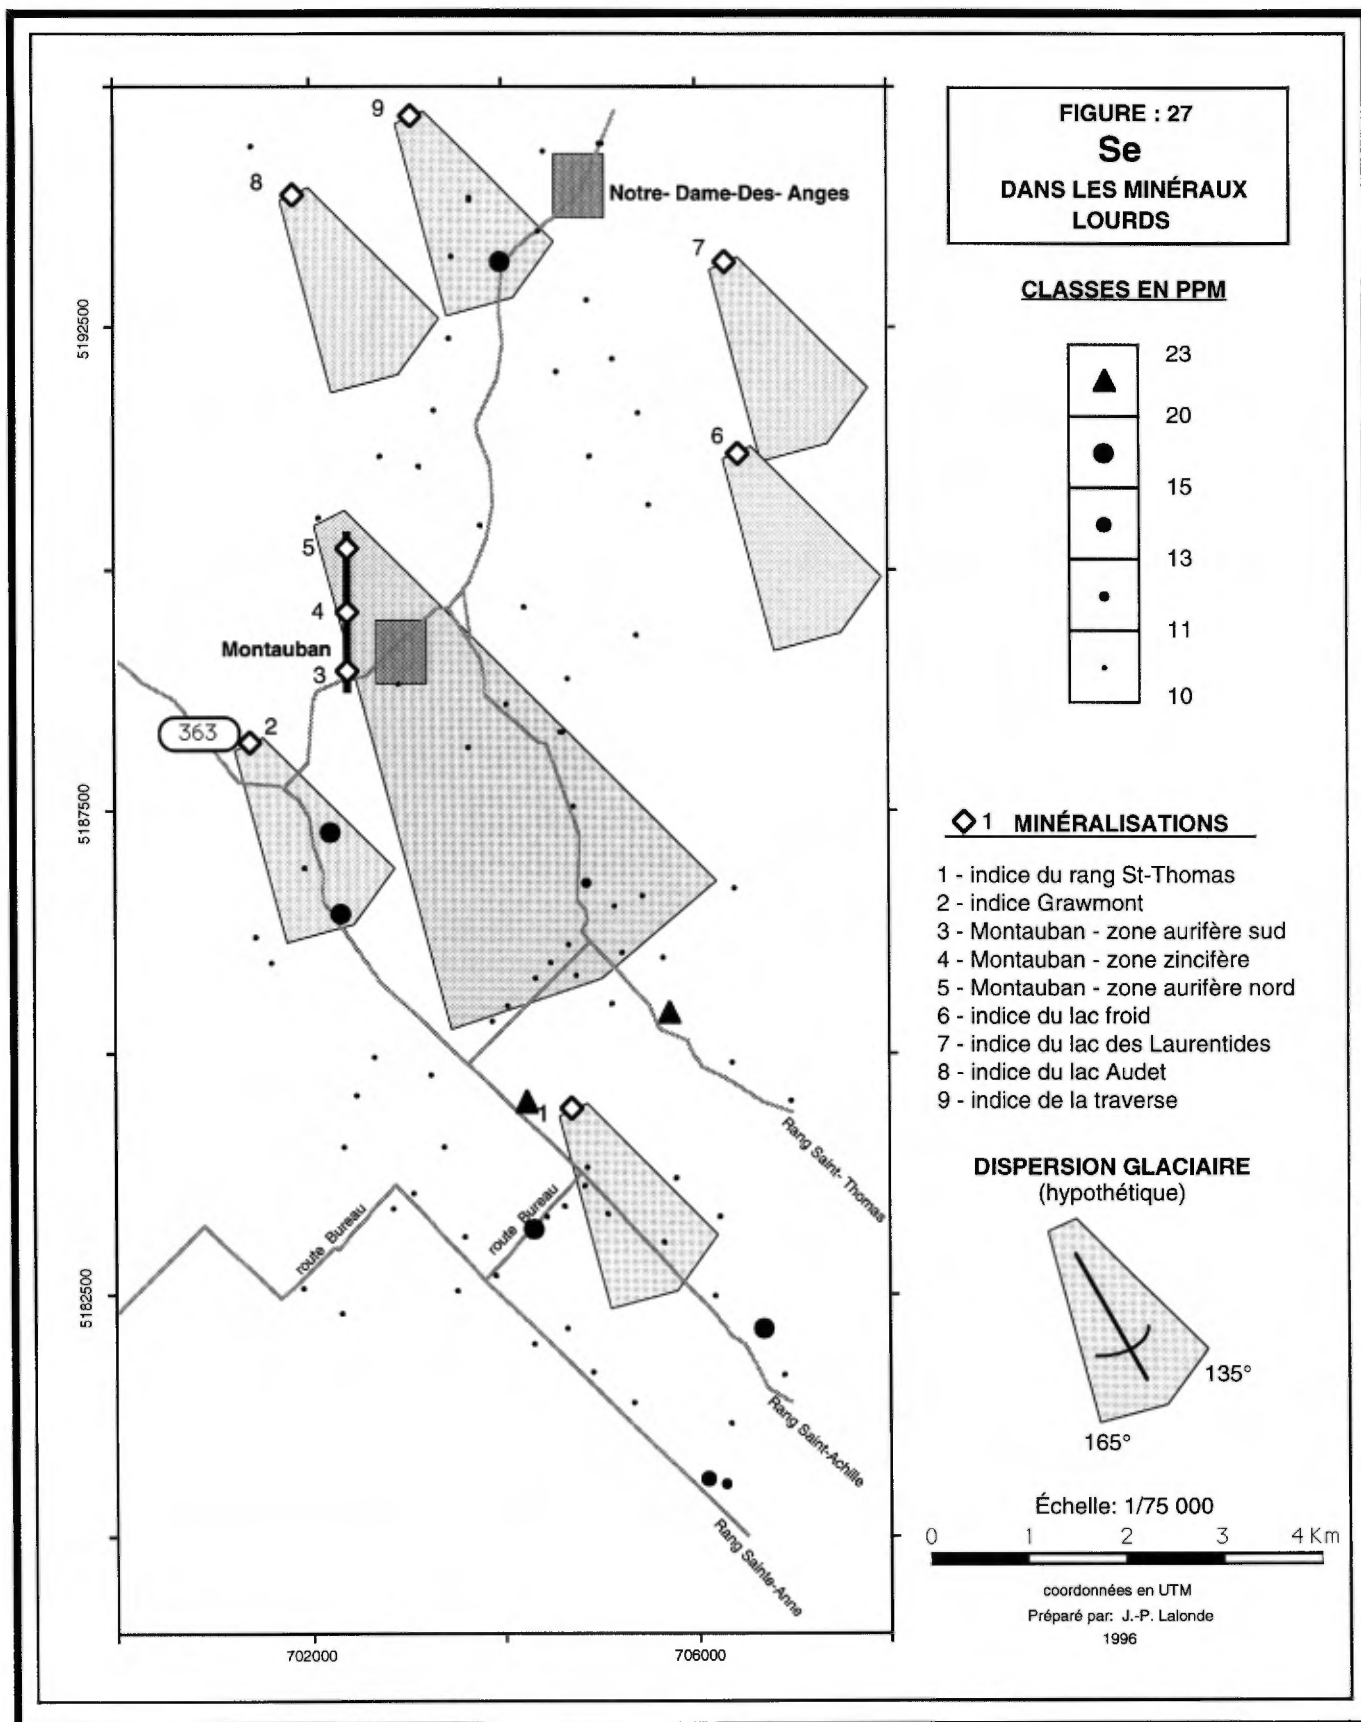 FIGURE : 27
Se
DANS LES MINÉRAUX
LOURDS
CLASSES EN PPM
23
20
15
13
11
10
1 MINÉRALISATIONS
1 - indice du rang St-Thomas
2 - indice Grawmont
3 - Montauban - zone aurifère sud
4 - Montauban - zone zincifère
5 - Montauban - zone aurifère nord
6 - indice du lac froid
7 - indice du lac des Laurentides
8 - indice du lac Audet
9 - indice de la traverse
DISPERSION GLACIAIRE
(hypothétique)
135°
165°
Échelle: 1/75 000
0 1 2 3 4 Km
coordonnées en UTM
Préparé par: J.-P. Lalonde
1996
9
8
Notre- Dame-Des- Anges
7
5192500
6
5
4
Montauban
3
363
2
5187500
1
Rang Saint- Thomas
route Bureau
route Bureau
5182500
Rang Saint-Achille
Rang Sainte-Anne
702000
706000